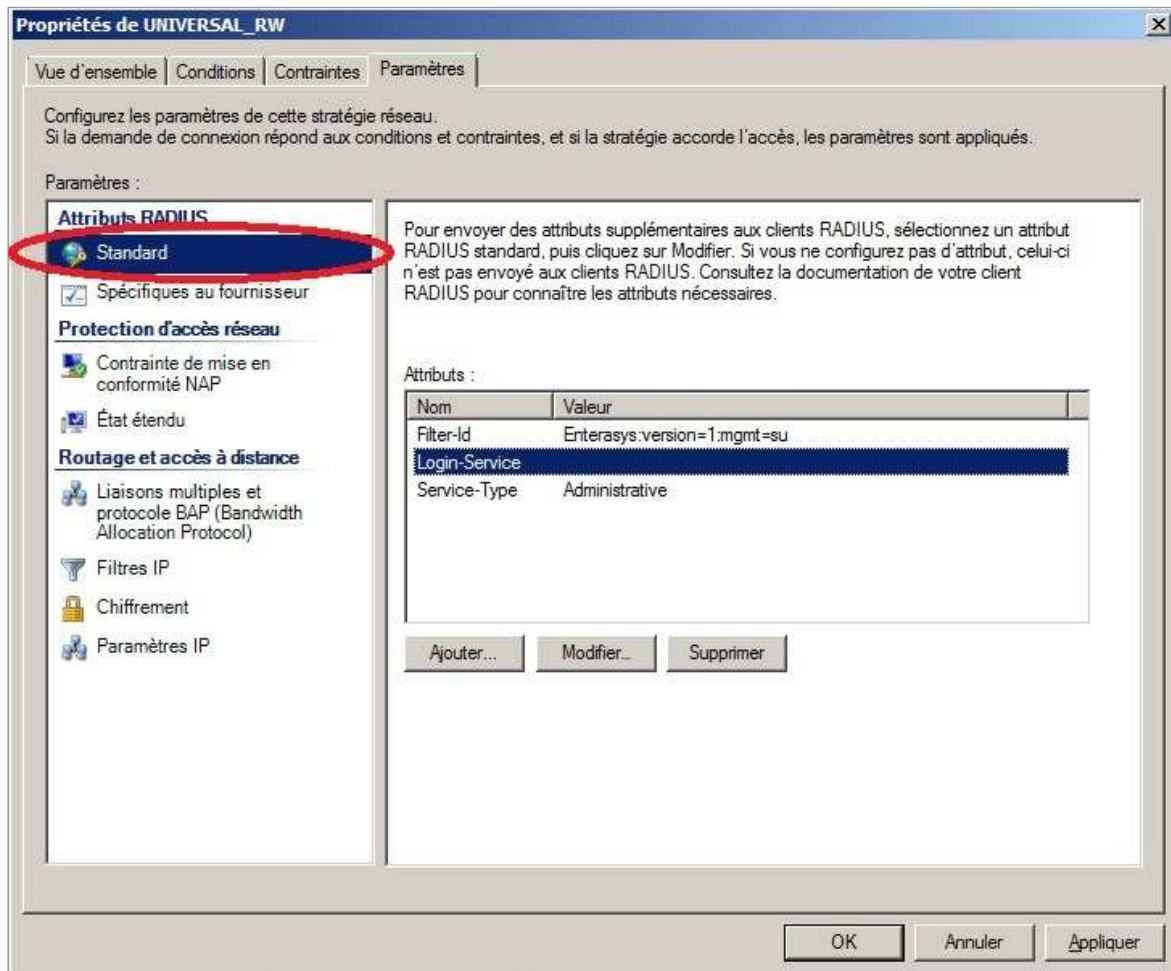 Propriétés de UNIVERSAL_RW
Vue d'ensemble Conditions Contraintes Paramètres
Configurez les paramètres de cette stratégie réseau.
Si la demande de connexion répond aux conditions et contraintes, et si la stratégie accorde l'accès, les paramètres sont appliqués.
Paramètres :
Attributs RADIUS
Standard
Spécifiques au fournisseur
Protection d'accès réseau
Contrainte de mise en
conformité NAP
État étendu
Routage et accès à distance
Liaisons multiples et
protocole BAP (Bandwidth
Allocation Protocol)
Filtres IP
Chiffrement
Paramètres IP
Pour envoyer des attributs supplémentaires aux clients RADIUS, sélectionnez un attribut
RADIUS standard, puis cliquez sur Modifier. Si vous ne configurez pas d'attribut, celui-ci
n'est pas envoyé aux clients RADIUS. Consultez la documentation de votre client
RADIUS pour connaître les attributs nécessaires.
Attributs :
Nom Valeur
Filter-Id Enterasys:version=1:mgmt=su
Login-Service
Service-Type Administrative
Ajouter... Modifier... Supprimer
OK Annuler Appliquer